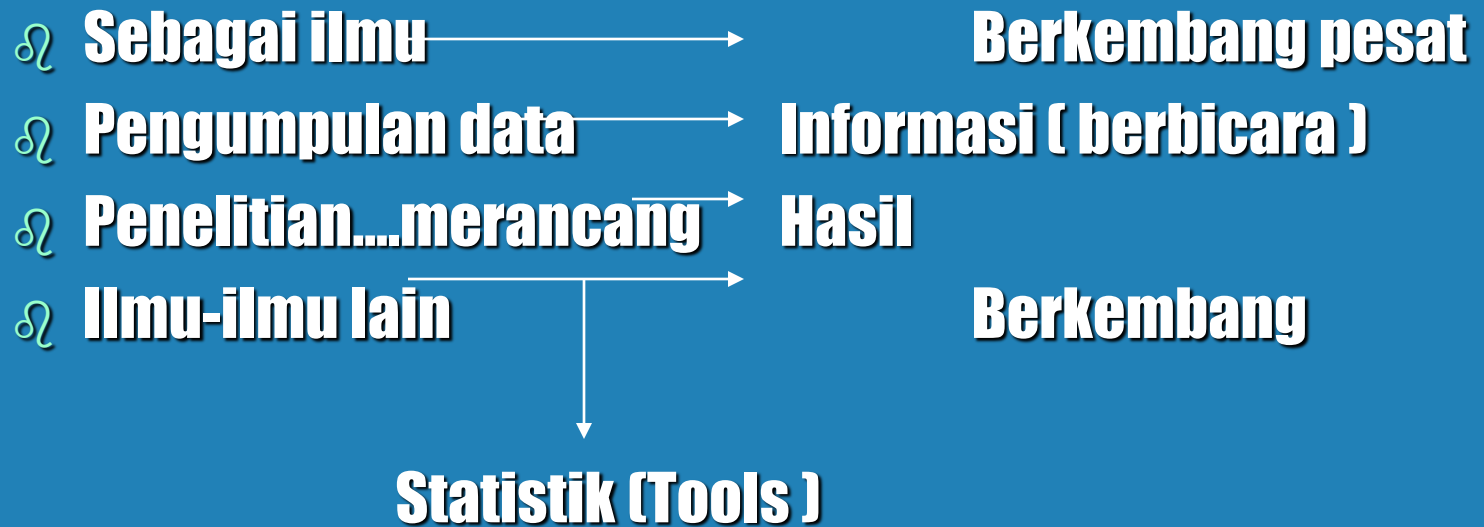 Sebagai ilmu Berkembang pesat
Pengumpulan data Informasi ( berbicara )
Penelitian....merancang Hasil
Ilmu-ilmu lain Berkembang
Statistik (Tools )